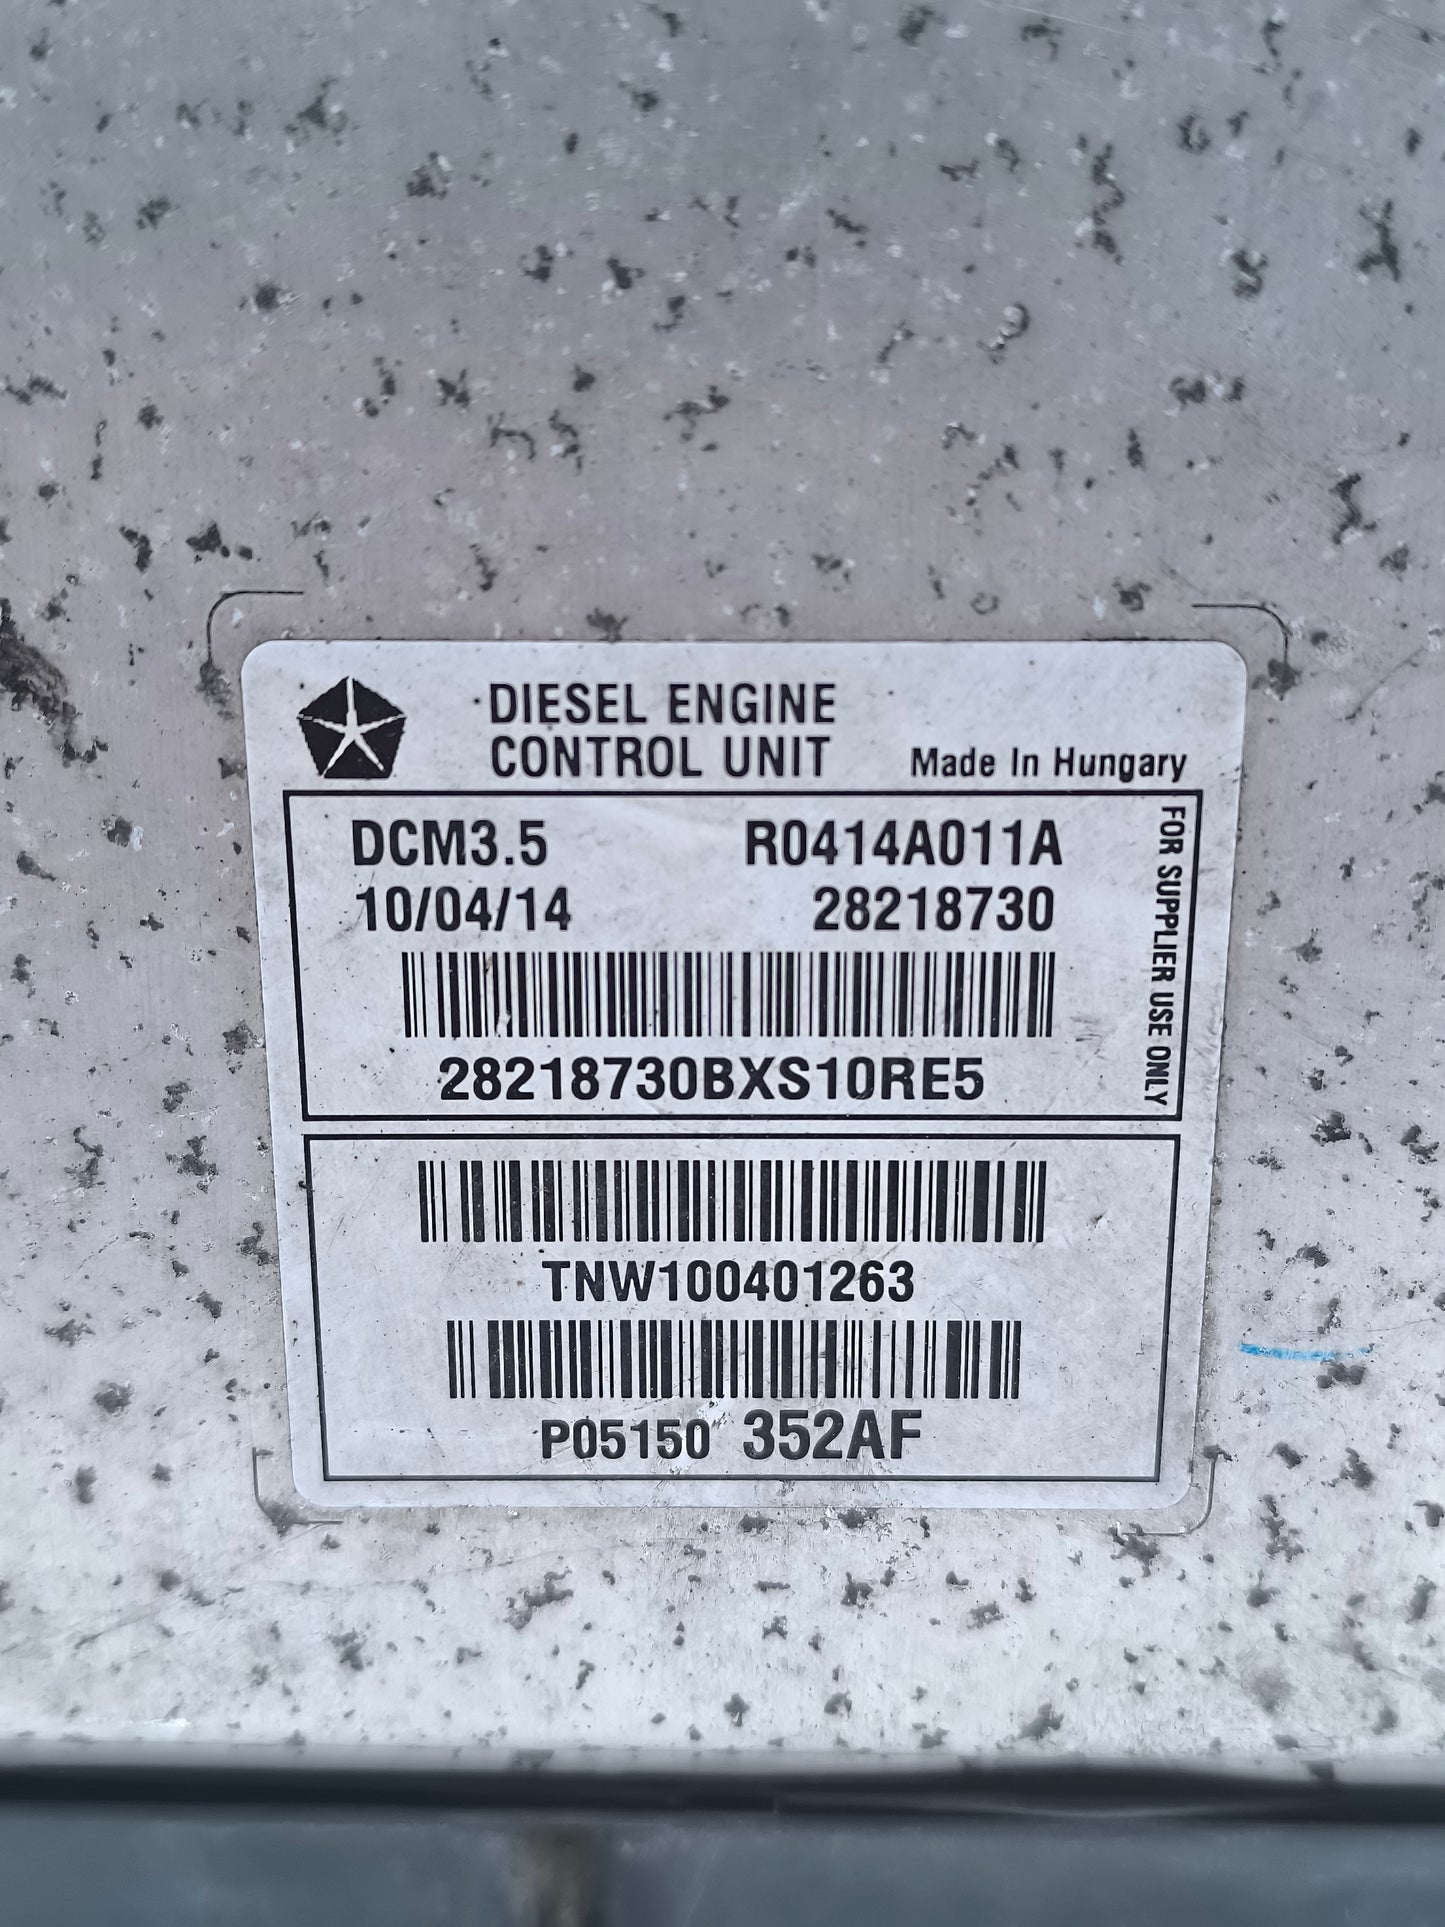 DIESEL ENGINE
CONTROL UNIT
Made In Hungary
DCM3.5 R0414A011A
10/04/14 28218730
28218730BXS10RE5
FOR SUPPLIER USE ONLY
TNW100401263
P05150 352AF